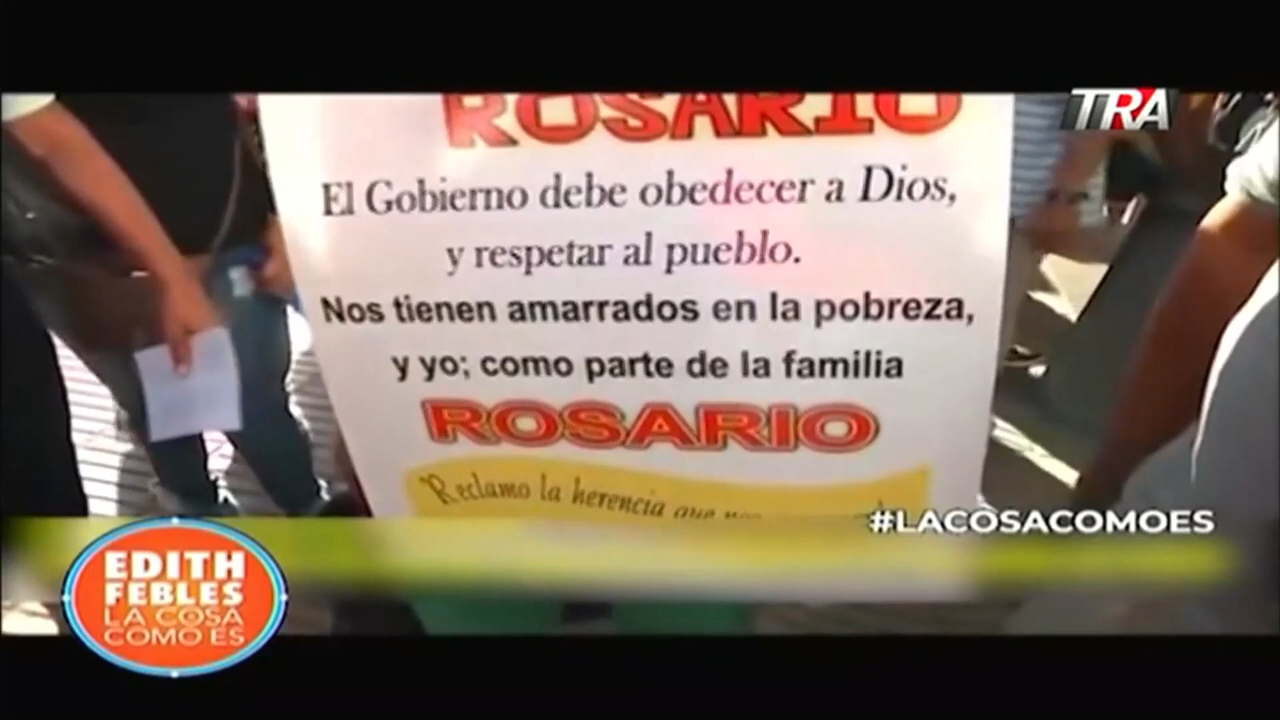 ROSARIO
TRA
El Gobierno debe obedecer a Dios,
y respetar al pueblo.
Nos tienen amarrados en la pobreza,
y yo; como parte de la familia
ROSARIO
"Reclamo la herencia que
#LACOSACOMOES
EDITH
FEBLES
LA COSA
COMO ES